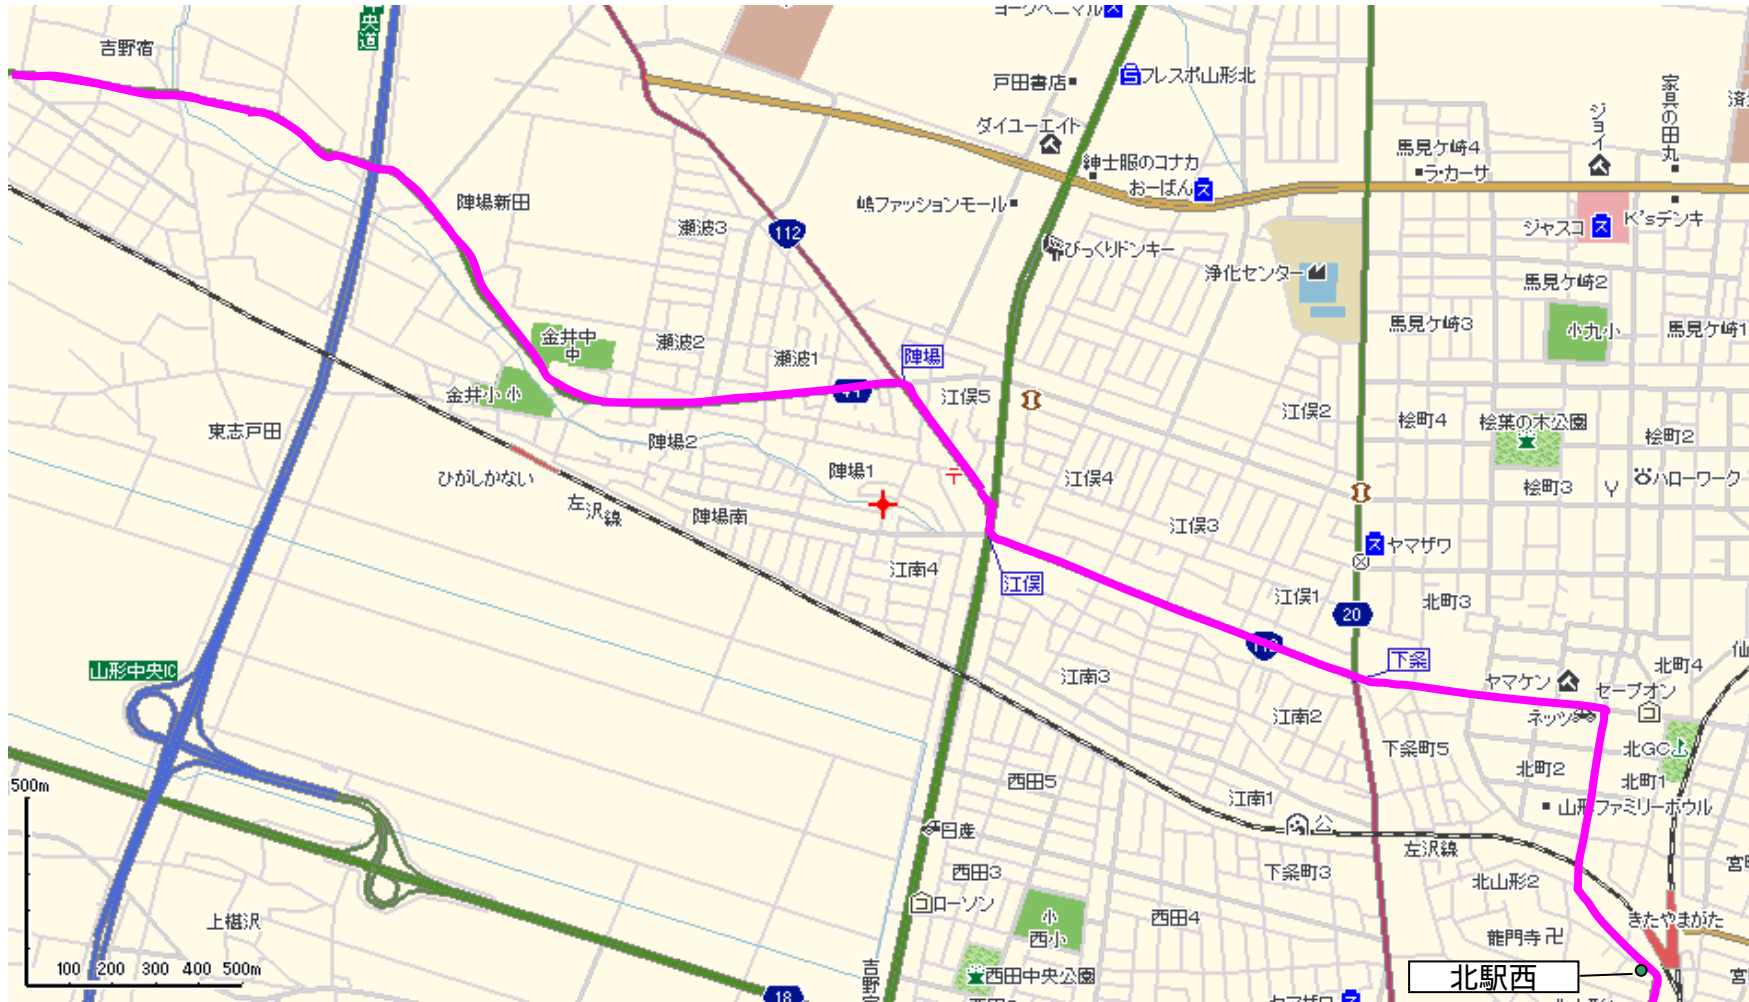 ヨークベニマル
中央道
吉野宿
戸田書店
フレスポ山形北
家具の田丸
ジョイ
ダイユーエイト
馬見ケ崎4
ラ・カーサ
紳士服のコナカ
おーばん
陣場新田
嶋ファッションモール
瀬波3
112
ジャスコ
K'sデンキ
びっくりドンキー
浄化センター
馬見ケ崎2
馬見ケ崎3
小九小
馬見ケ崎1
金井中
中
瀬波2
瀬波1
陣場
金井小 小
江俣5
江俣2
桧町4
桧葉の木公園
桧町2
東志戸田
陣場2
陣場1
〒
江俣4
ひがしかない
左沢線
陣場南
江俣3
桧町3
Y
ハローワーク
ヤマザワ
江南4
江俣
江俣1
20
北町3
山形中央IC
江南3
下条
ヤマケン
セーブオン
北町4
仙
ネッツ
江南2
下条町5
北GC
北町2
北町1
500m
西田5
江南1
公
山形ファミリーボウル
日産
左沢線
西田3
下条町3
北山形2
ローソン
小
西小
西田4
きたやまがた
上椹沢
龍門寺 卍
100 200 300 400 500m
西田中央公園
北駅西
18
ヤマザワ